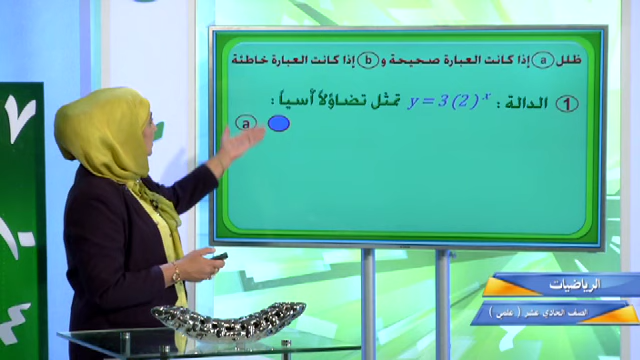 ظلل a إذا كانت العبارة صحيحة و b إذا كانت العبارة خاطئة
1 الدالة : y = 3 (2)^x تمثل تضاؤلاً أسياً :
a
٧
الرياضيات
الصف الحادي عشر ( علمي )